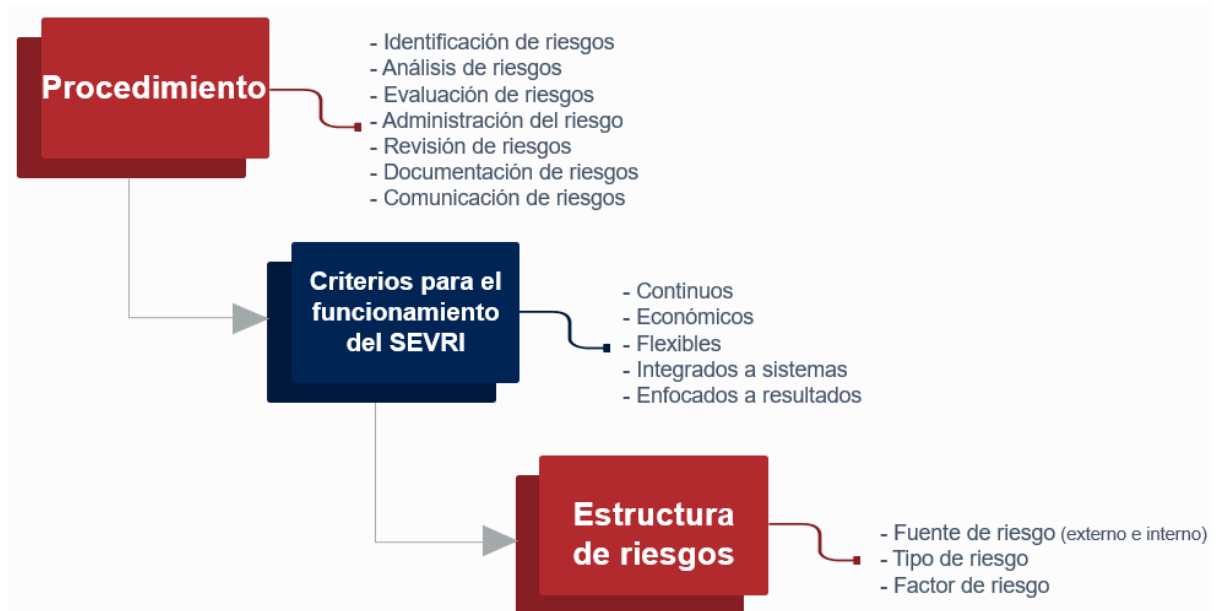 Procedimiento
- Identificación de riesgos
- Análisis de riesgos
- Evaluación de riesgos
- Administración del riesgo
- Revisión de riesgos
- Documentación de riesgos
- Comunicación de riesgos
Criterios para el
funcionamiento
del SEVRI
- Continuos
- Económicos
- Flexibles
- Integrados a sistemas
- Enfocados a resultados
Estructura
de riesgos
- Fuente de riesgo (externo e interno)
- Tipo de riesgo
- Factor de riesgo